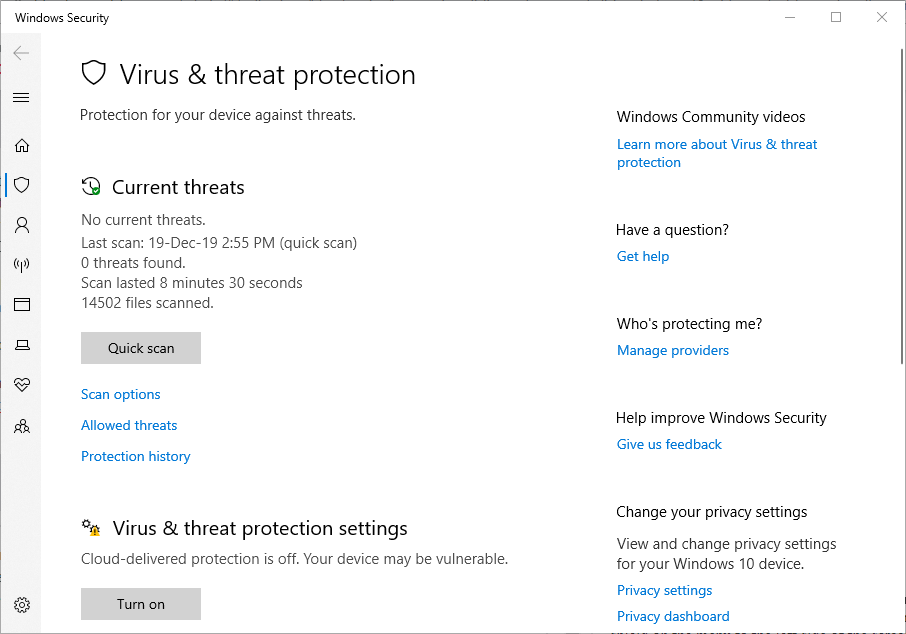 Windows Security
Virus & threat protection
Protection for your device against threats.
Current threats
No current threats.
Last scan: 19-Dec-19 2:55 PM (quick scan)
0 threats found.
Scan lasted 8 minutes 30 seconds
14502 files scanned.
Quick scan
Scan options
Allowed threats
Protection history
Virus & threat protection settings
Cloud-delivered protection is off. Your device may be vulnerable.
Turn on
Windows Community videos
Learn more about Virus & threat
protection
Have a question?
Get help
Who's protecting me?
Manage providers
Help improve Windows Security
Give us feedback
Change your privacy settings
View and change privacy settings
for your Windows 10 device.
Privacy settings
Privacy dashboard